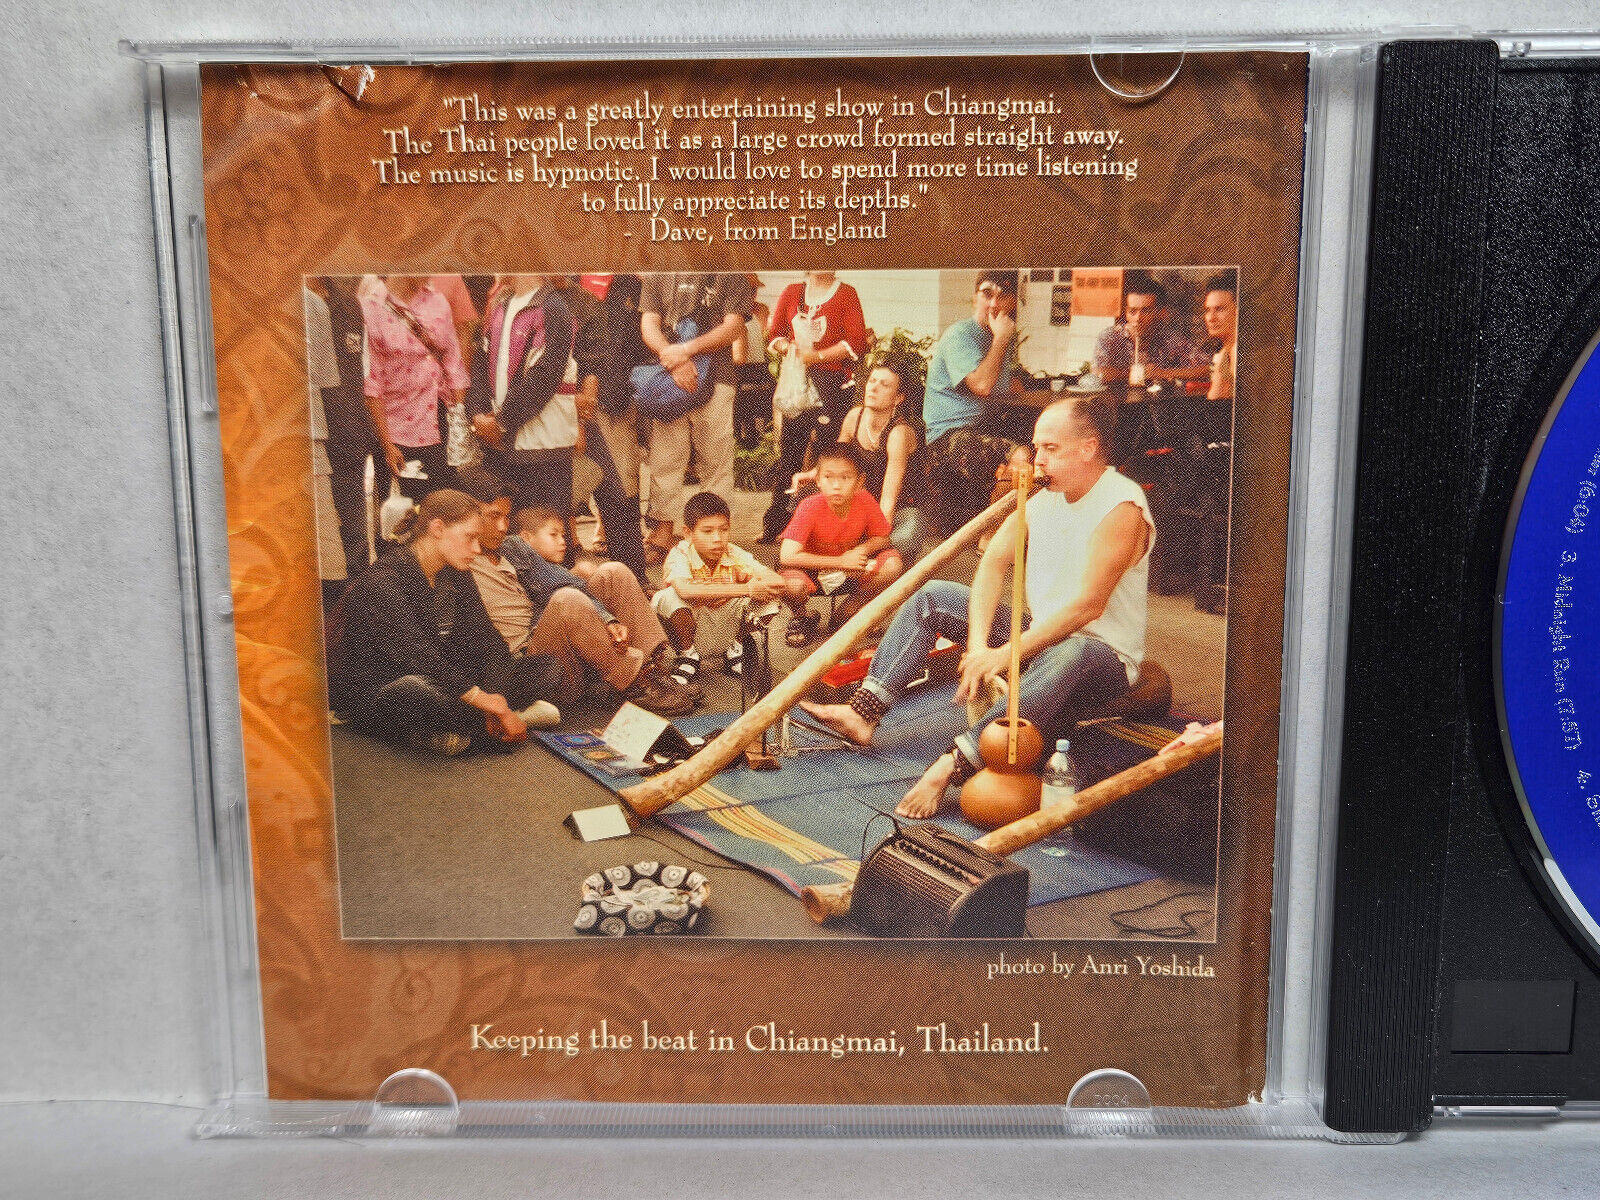 "This was a greatly entertaining show in Chiangmai.
The Thai people loved it as a large crowd formed straight away.
The music is hypnotic. I would love to spend more time listening
to fully appreciate its depths."
- Dave, from England
photo by Anri Yoshida
Keeping the beat in Chiangmai, Thailand.
(6:04) 3. Midnight Run (7:57) 4.